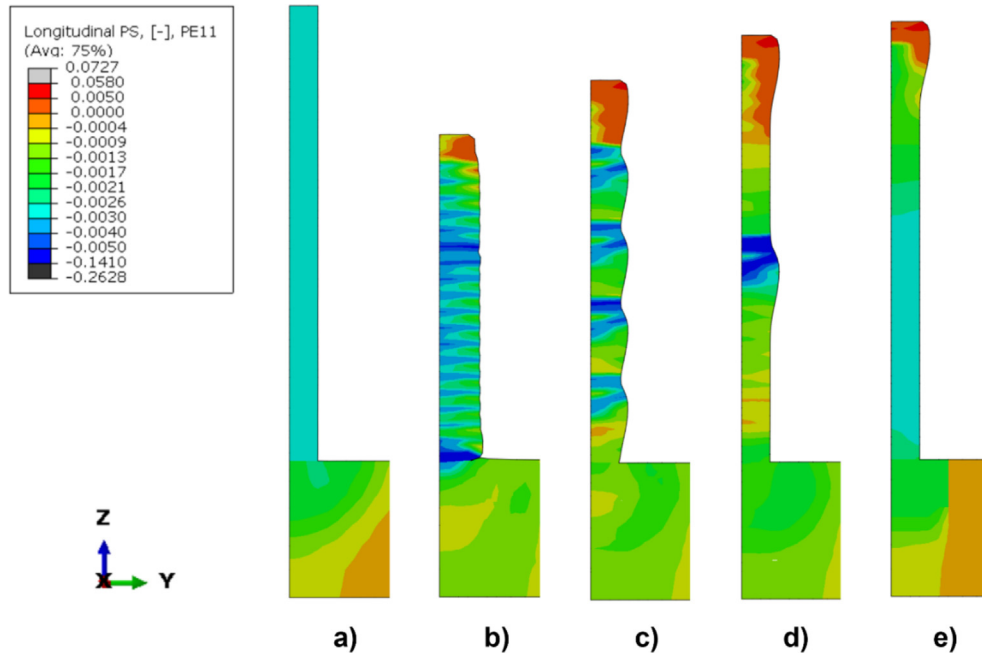 Longitudinal PS, [-], PE11
(Avg: 75%)
0.0727
0.0580
0.0050
0.0000
-0.0004
-0.0009
-0.0013
-0.0017
-0.0021
-0.0026
-0.0030
-0.0040
-0.0050
-0.1410
-0.2628
Z
X
Y
a)
b)
c)
d)
e)